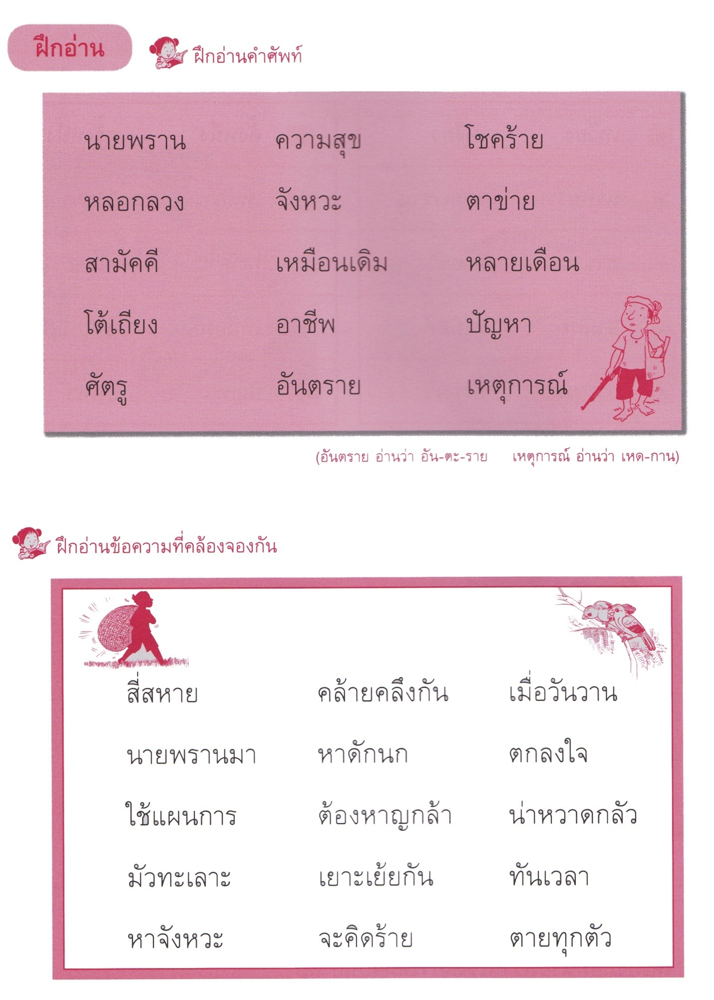 ฝึกอ่าน
ฝึกอ่านคำศัพท์
นายพราน ความสุข โชคร้าย
หลอกลวง จังหวะ ตาข่าย
สามัคคี เหมือนเดิม หลายเดือน
โต้เถียง อาชีพ ปัญหา
ศัตรู อันตราย เหตุการณ์
(อันตราย อ่านว่า อัน-ตะ-ราย เหตุการณ์ อ่านว่า เหด-กาน)
ฝึกอ่านข้อความที่คล้องจองกัน
สี่สหาย คล้ายคลึงกัน เมื่อวันวาน
นายพรานมา หาดักนก ตกลงใจ
ใช้แผนการ ต้องหาญกล้า น่าหวาดกลัว
มัวทะเลาะ เยาะเย้ยกัน ทันเวลา
หาจังหวะ จะคิดร้าย ตายทุกตัว